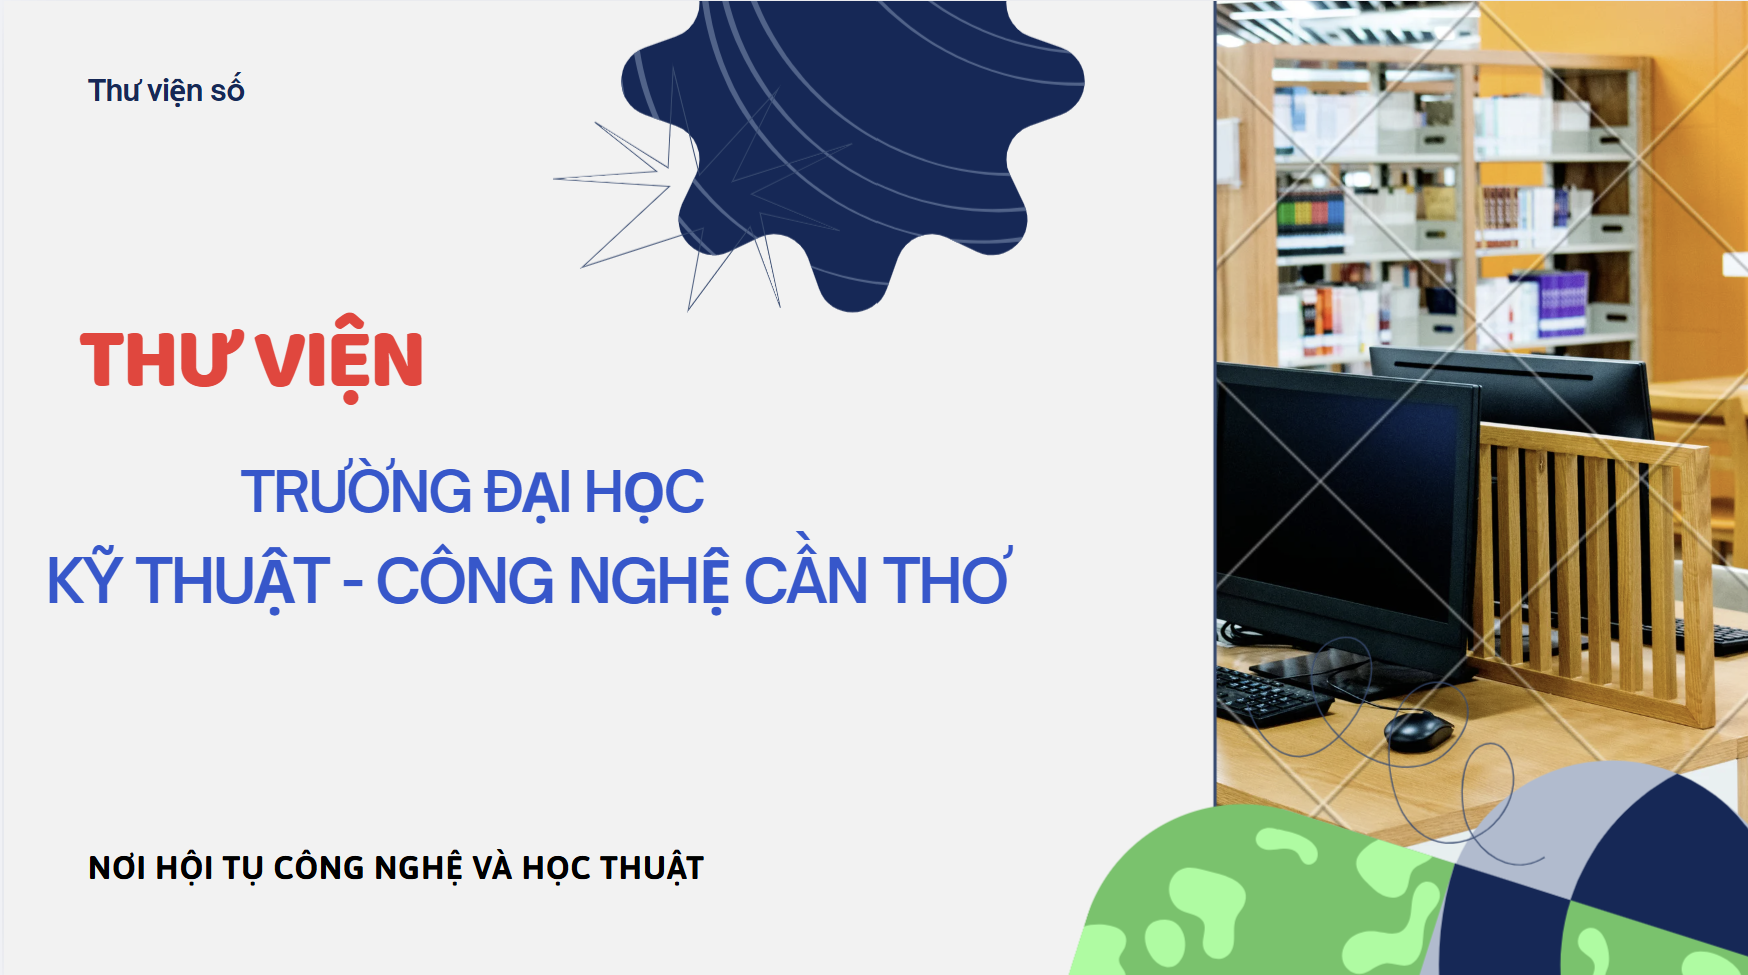 Thư viện số
THƯ VIỆN
TRƯỜNG ĐẠI HỌC
KỸ THUẬT - CÔNG NGHỆ CẦN THƠ
NƠI HỘI TỤ CÔNG NGHỆ VÀ HỌC THUẬT